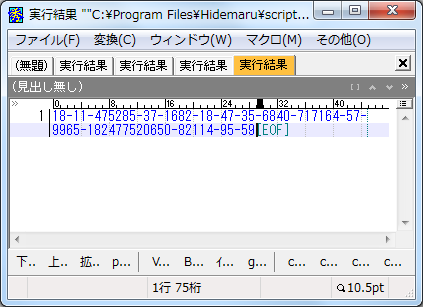 実行結果 ""C:¥Program Files¥Hidemaru¥script...
ファイル(F) 変換(C) ウィンドウ(W) マクロ(M) その他(O)
(無題) 実行結果 実行結果 実行結果 実行結果
(見出し無し)
0 8 16 24 32 40
1 18-11-475285-37-1682-18-47-35-6840-717164-57-
9965-182477520650-82114-95-59[EOF]
下... 上... 拡... p... V... B... イ... g... c... c... c... c...
1行 75桁 10.5pt